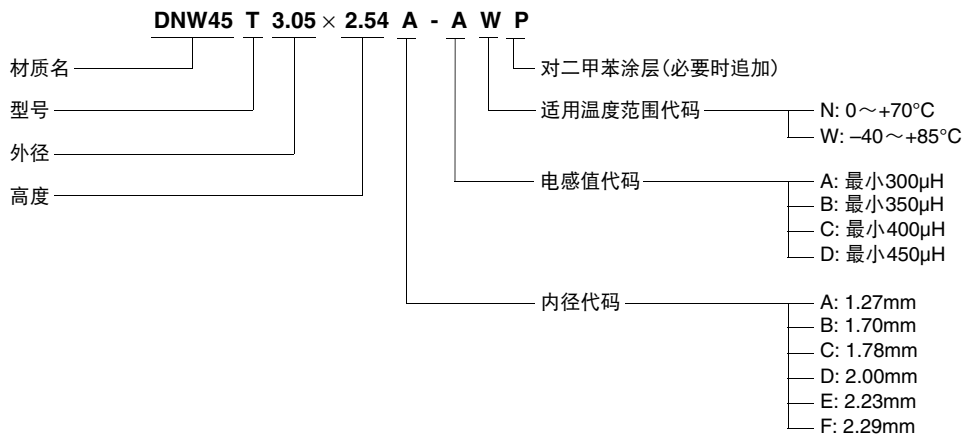 DNW45 T 3.05 × 2.54 A - A W P
材质名
对二甲苯涂层(必要时追加)
型号
适用温度范围代码
N: 0～+70°C
W: –40～+85°C
外径
高度
电感值代码
A: 最小300µH
B: 最小350µH
C: 最小400µH
D: 最小450µH
内径代码
A: 1.27mm
B: 1.70mm
C: 1.78mm
D: 2.00mm
E: 2.23mm
F: 2.29mm